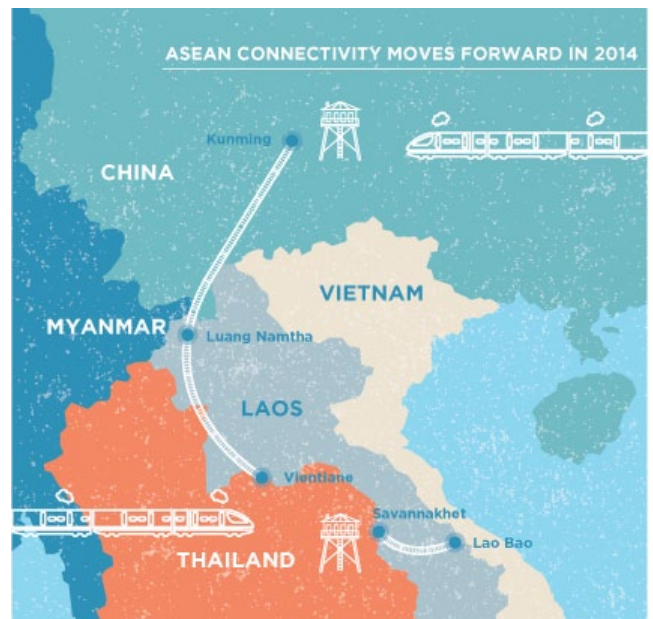 ASEAN CONNECTIVITY MOVES FORWARD IN 2014
Kunming
CHINA
VIETNAM
MYANMAR
Luang Namtha
LAOS
Vientiane
Savannakhet
Lao Bao
THAILAND